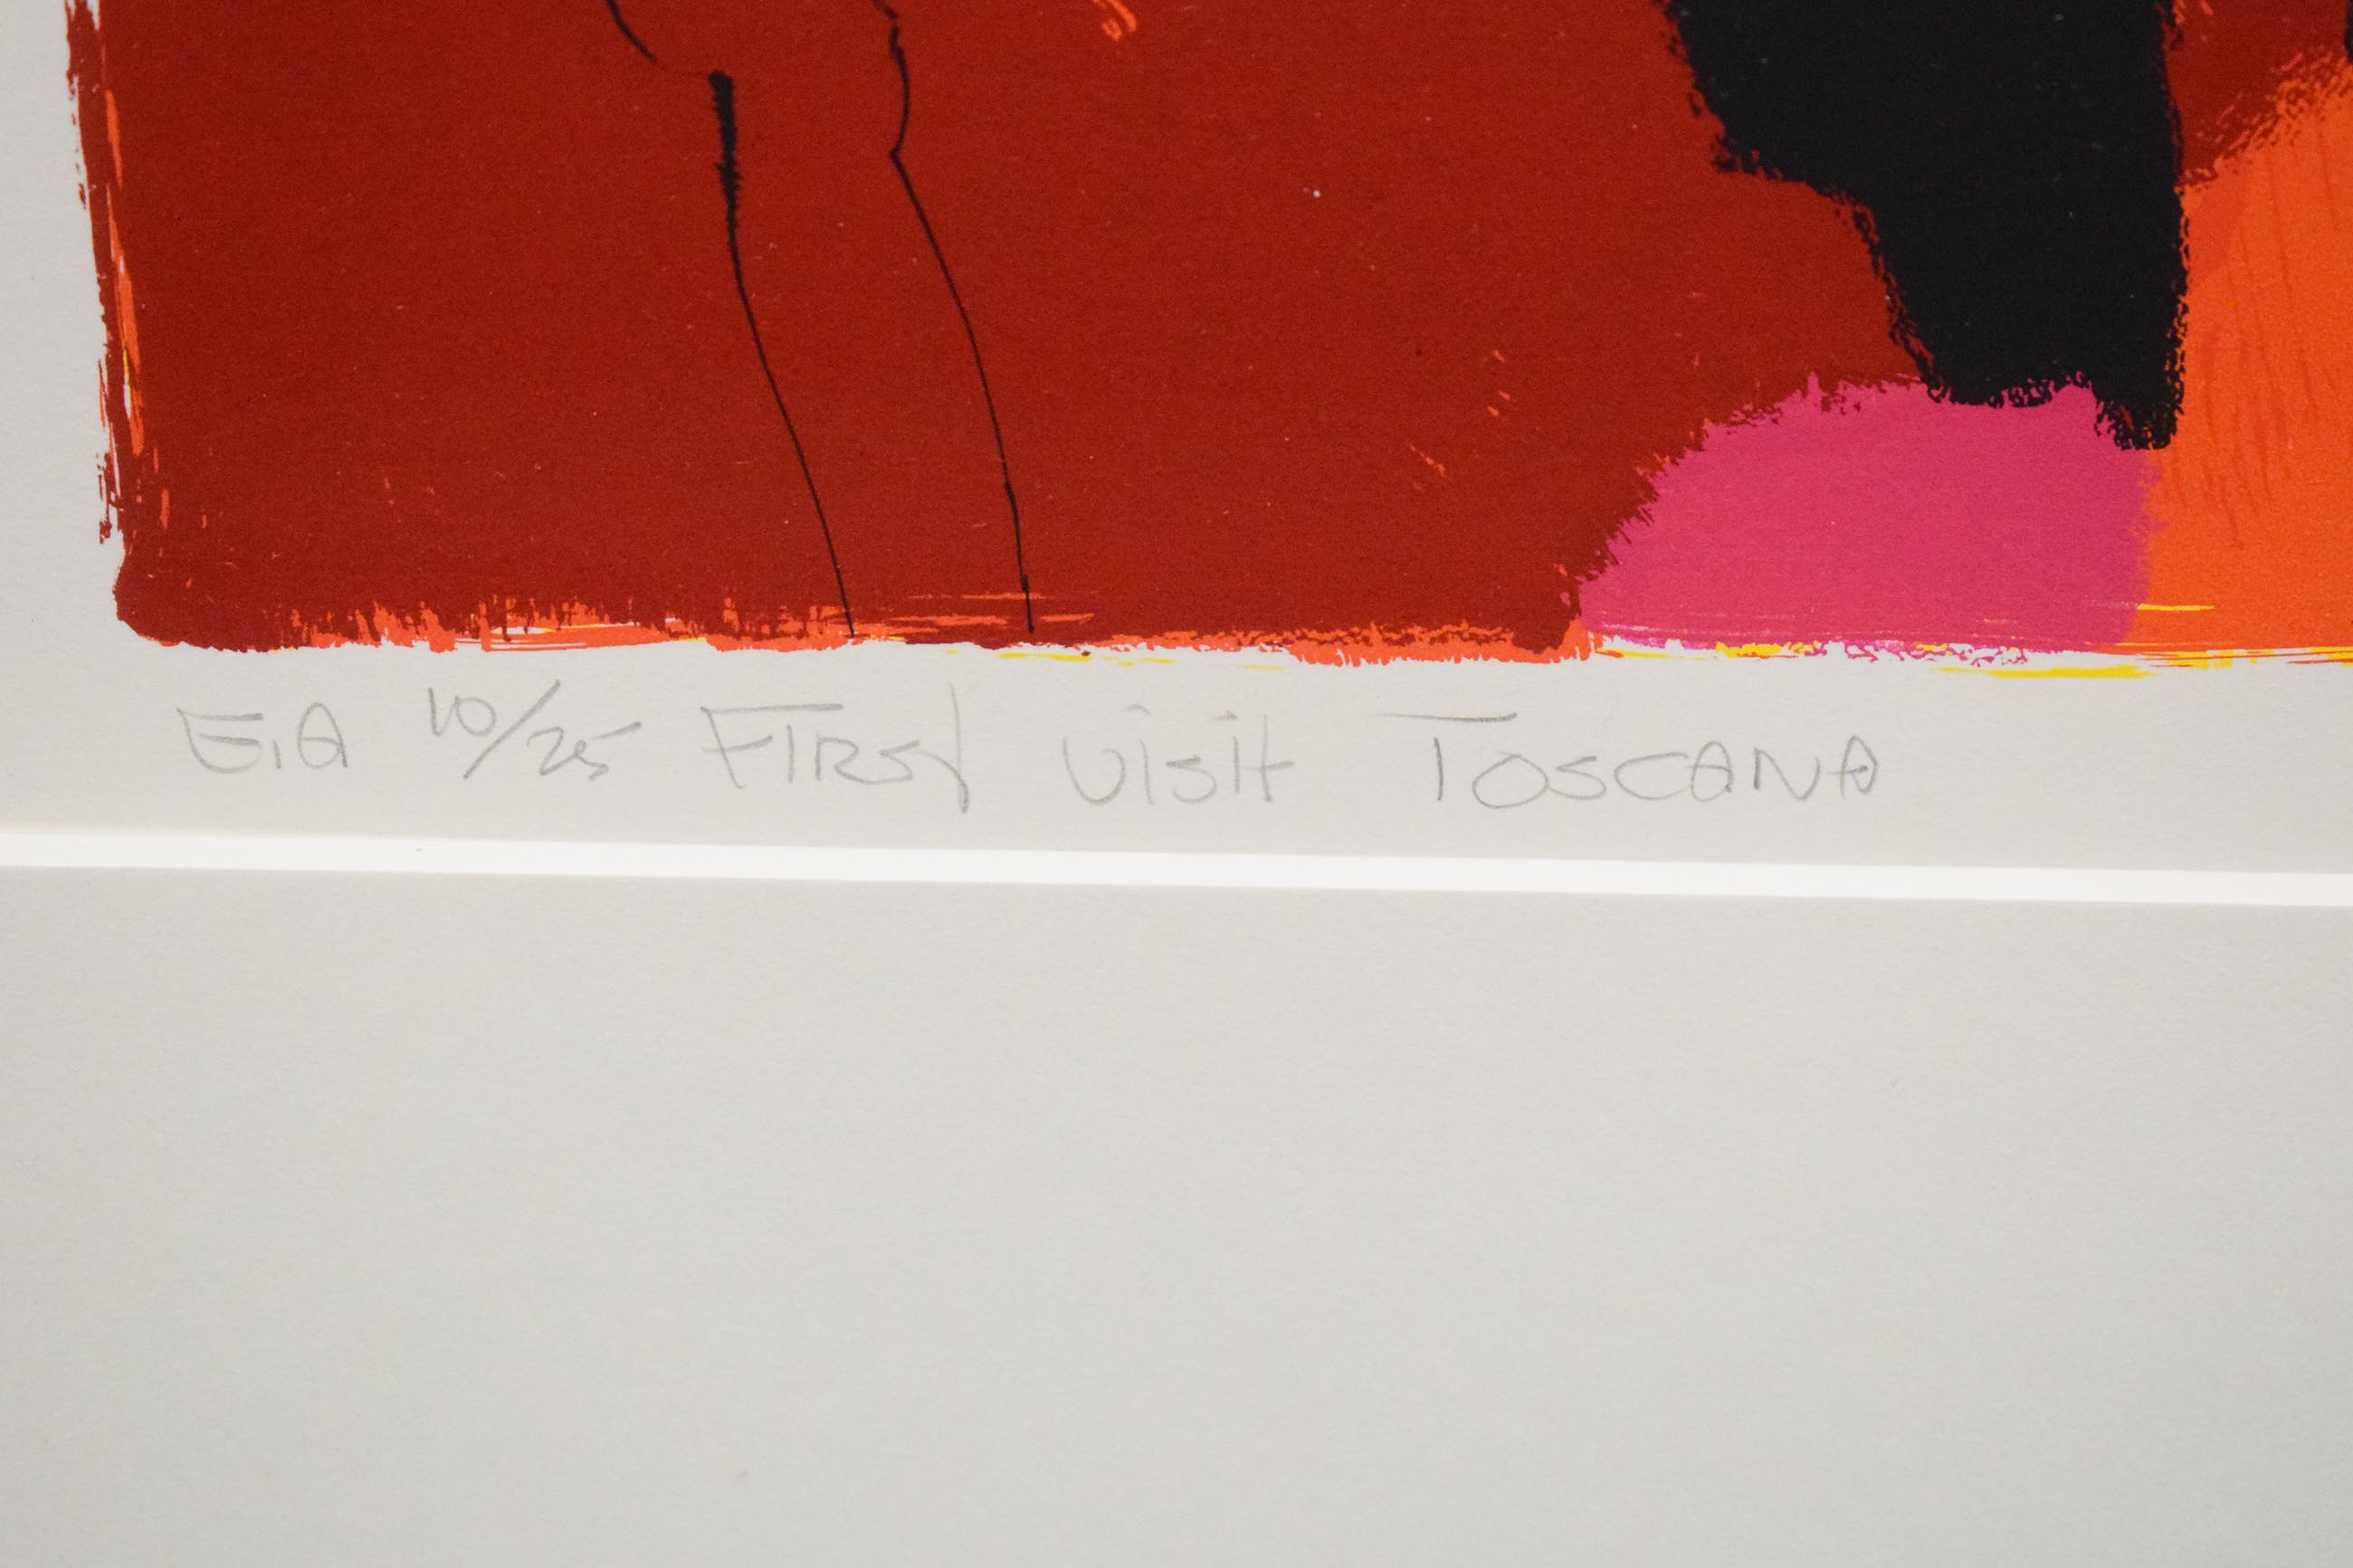 E.A 10/25 FIRST VISIT TOSCANA